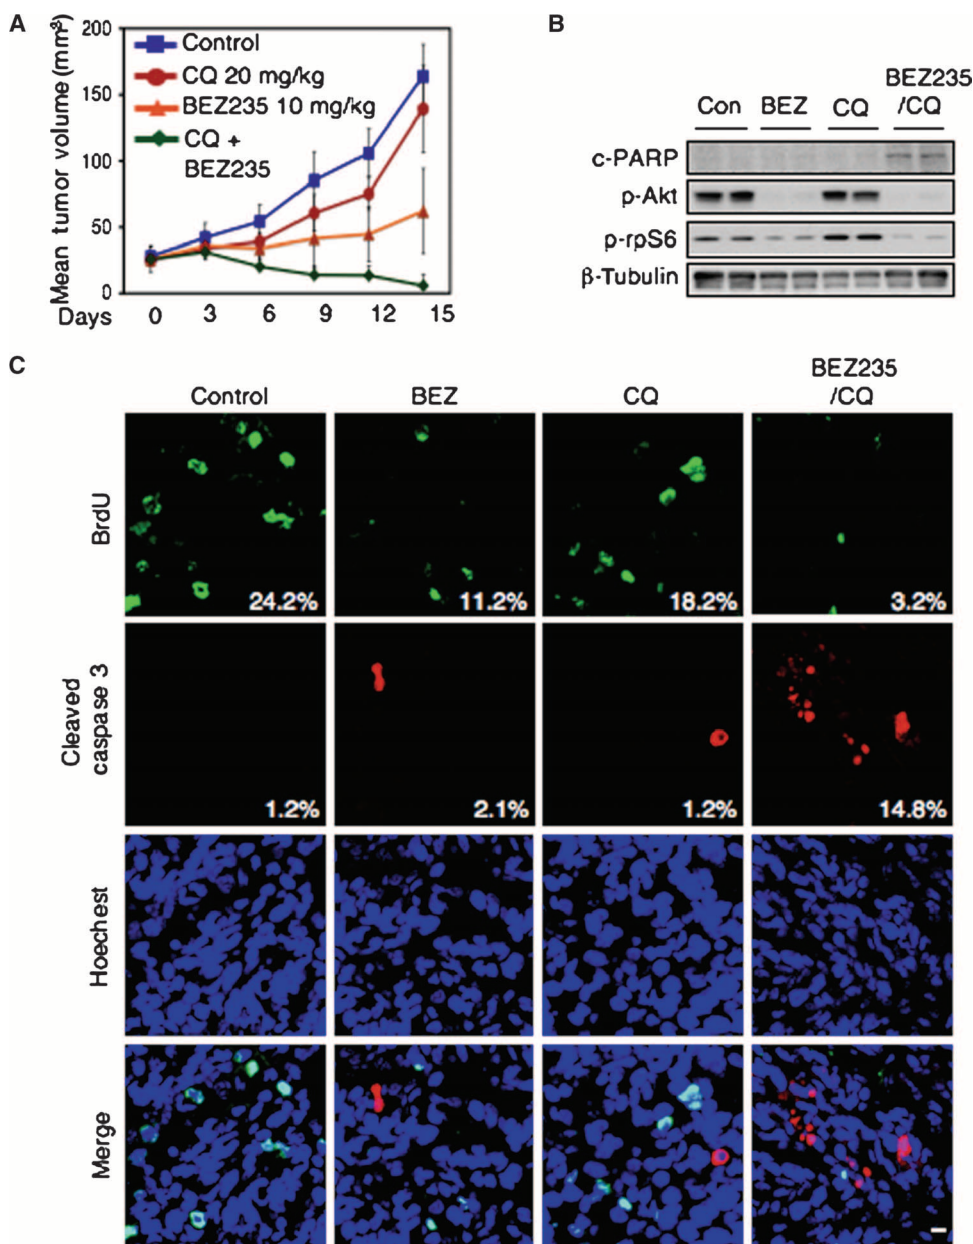 A
Mean tumor volume (mm³)
200
150
100
50
0
Control
CQ 20 mg/kg
BEZ235 10 mg/kg
CQ +
BEZ235
Days 0 3 6 9 12 15
B
Con BEZ CQ BEZ235
/CQ
c-PARP
p-Akt
p-rpS6
β-Tubulin
C
Control BEZ CQ BEZ235
/CQ
BrdU
24.2% 11.2% 18.2% 3.2%
Cleaved
caspase 3
1.2% 2.1% 1.2% 14.8%
Hoechest
Merge